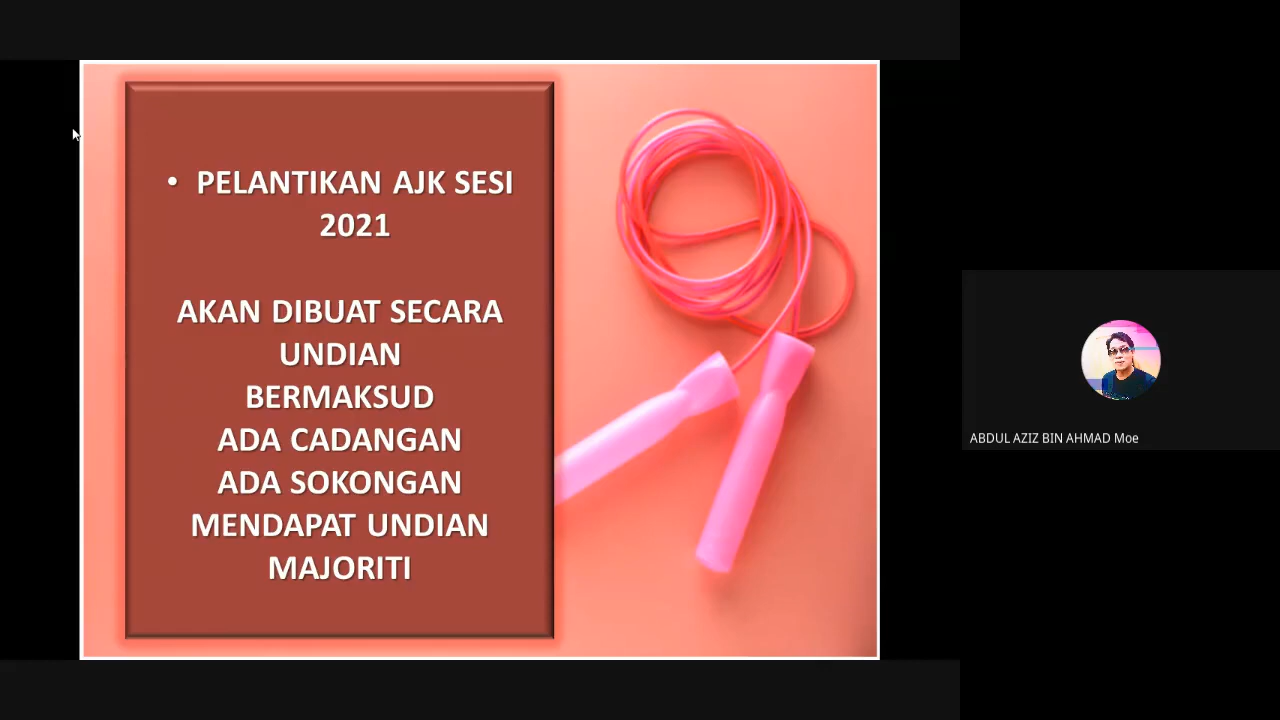 • PELANTIKAN AJK SESI
2021
AKAN DIBUAT SECARA
UNDIAN
BERMAKSUD
ADA CADANGAN
ADA SOKONGAN
MENDAPAT UNDIAN
MAJORITI
ABDUL AZIZ BIN AHMAD Moe